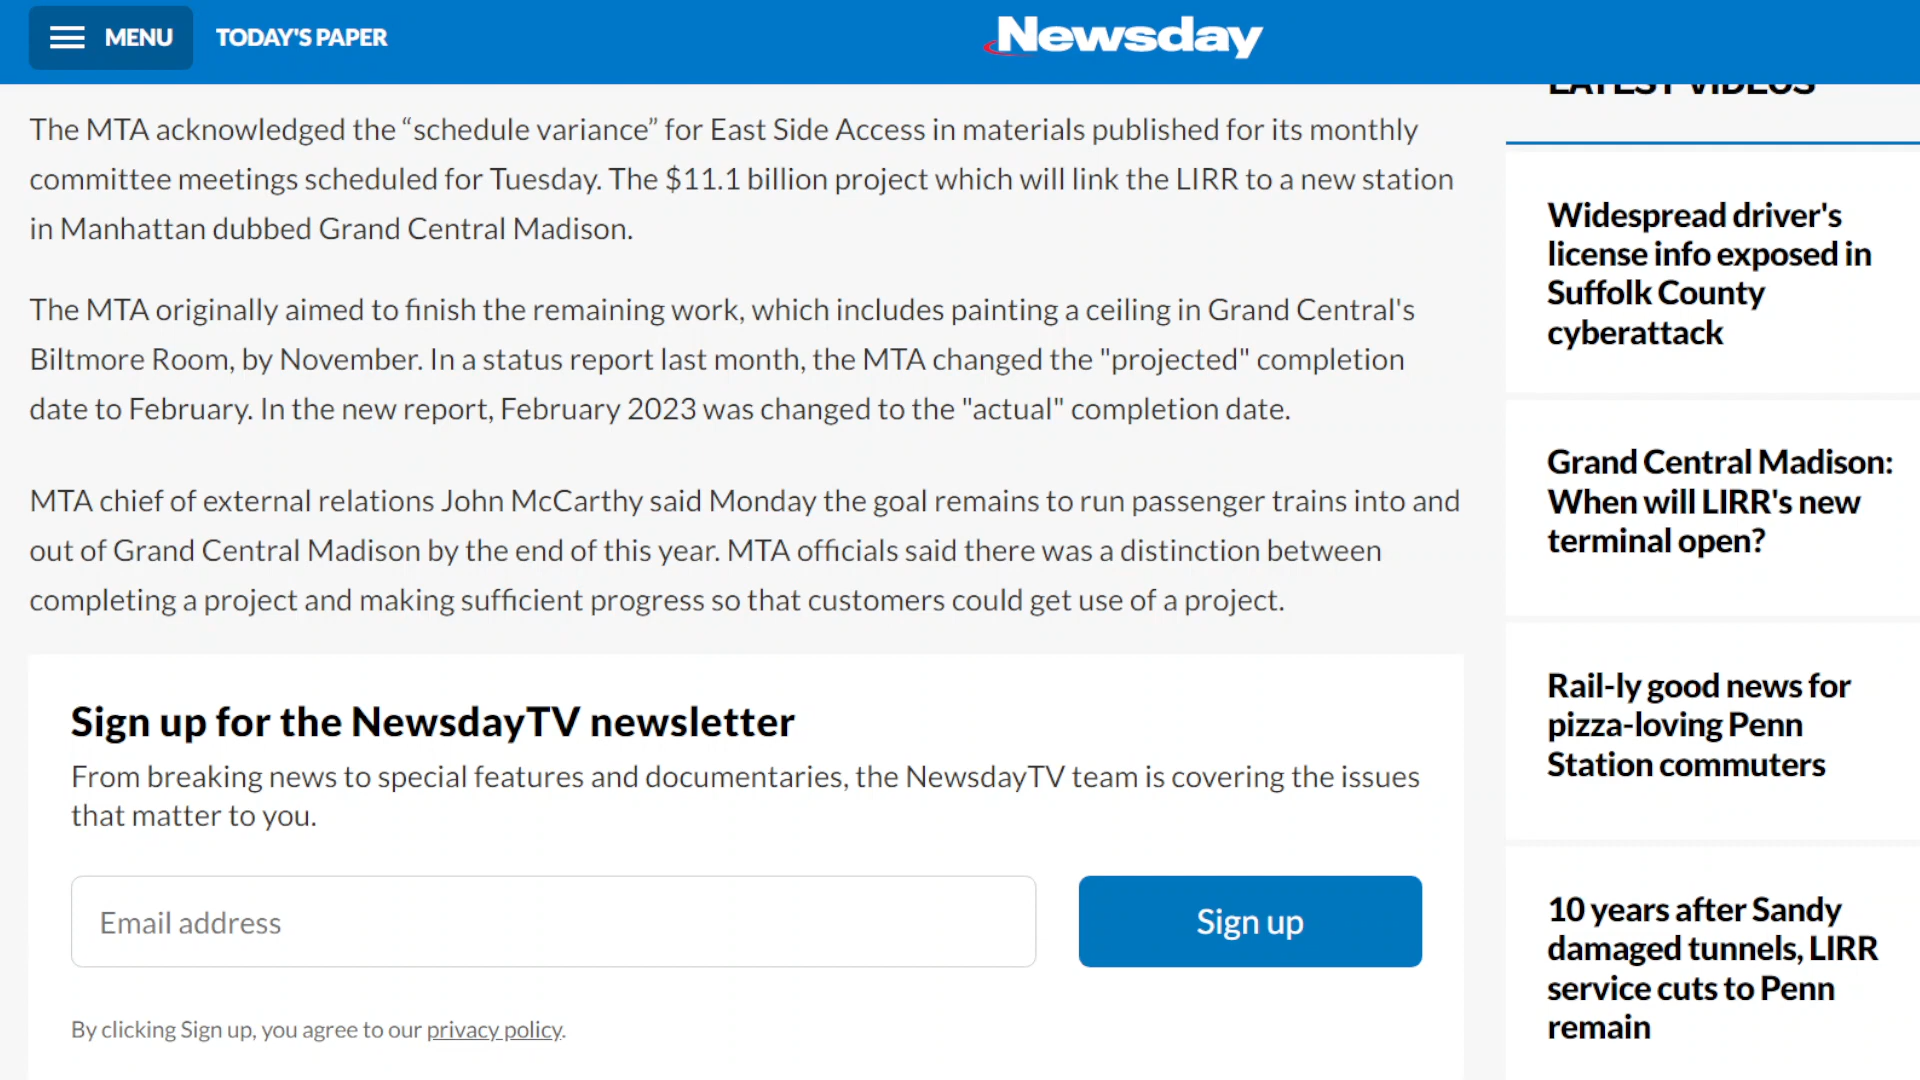 MENU
TODAY'S PAPER
Newsday
The MTA acknowledged the “schedule variance” for East Side Access in materials published for its monthly
committee meetings scheduled for Tuesday. The $11.1 billion project which will link the LIRR to a new station
in Manhattan dubbed Grand Central Madison.
The MTA originally aimed to finish the remaining work, which includes painting a ceiling in Grand Central's
Biltmore Room, by November. In a status report last month, the MTA changed the "projected" completion
date to February. In the new report, February 2023 was changed to the "actual" completion date.
MTA chief of external relations John McCarthy said Monday the goal remains to run passenger trains into and
out of Grand Central Madison by the end of this year. MTA officials said there was a distinction between
completing a project and making sufficient progress so that customers could get use of a project.
Sign up for the NewsdayTV newsletter
From breaking news to special features and documentaries, the NewsdayTV team is covering the issues
that matter to you.
Email address
Sign up
By clicking Sign up, you agree to our privacy policy.
LATEST VIDEOS
Widespread driver's
license info exposed in
Suffolk County
cyberattack
Grand Central Madison:
When will LIRR's new
terminal open?
Rail-ly good news for
pizza-loving Penn
Station commuters
10 years after Sandy
damaged tunnels, LIRR
service cuts to Penn
remain